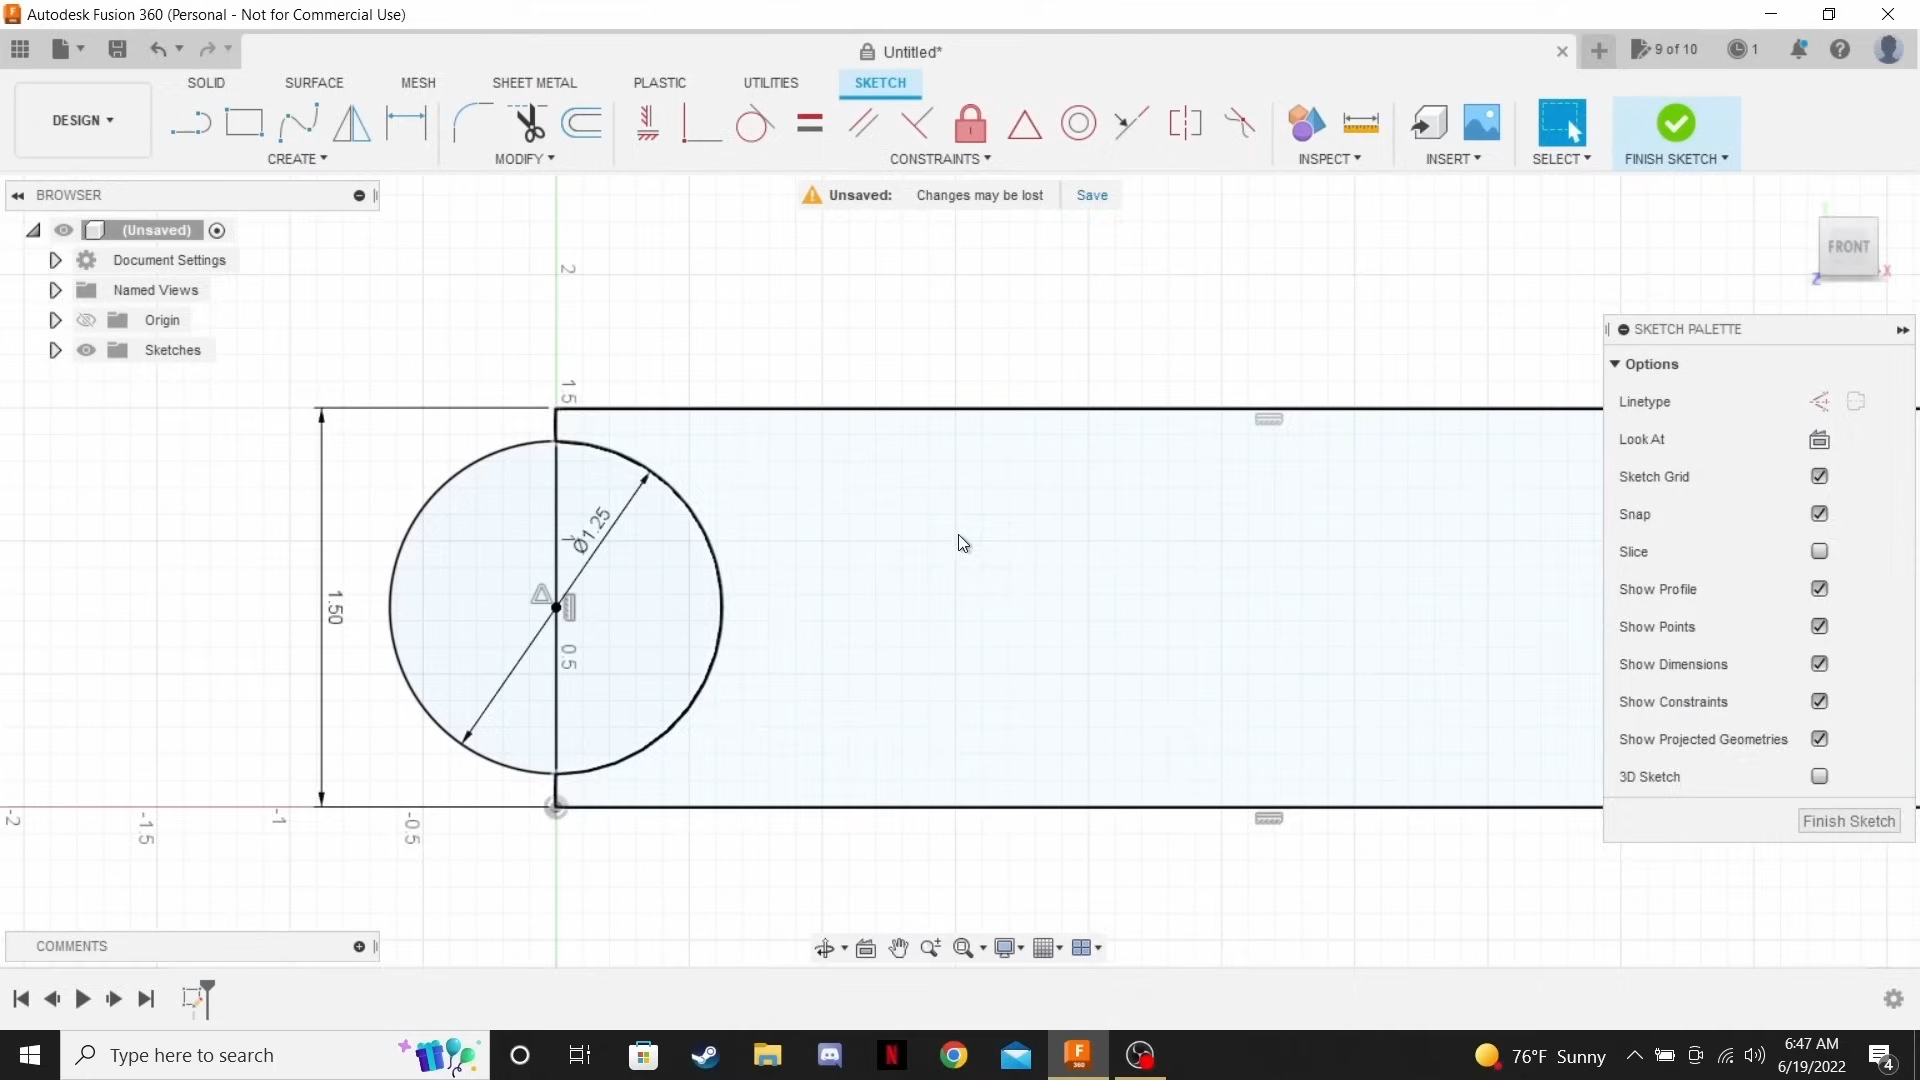 Autodesk Fusion 360 (Personal - Not for Commercial Use)
Untitled*
9 of 10
1
SOLID
SURFACE
MESH
SHEET METAL
PLASTIC
UTILITIES
SKETCH
DESIGN
CREATE
MODIFY
CONSTRAINTS
INSPECT
INSERT
SELECT
FINISH SKETCH
BROWSER
Unsaved: Changes may be lost
Save
(Unsaved)
Document Settings
Named Views
Origin
Sketches
FRONT
X
Z
2
1.5
Ø1.25
1.50
0.5
-2
-1.5
-1
-0.5
SKETCH PALETTE
Options
Linetype
Look At
Sketch Grid
Snap
Slice
Show Profile
Show Points
Show Dimensions
Show Constraints
Show Projected Geometries
3D Sketch
Finish Sketch
COMMENTS
Type here to search
F
360
76°F Sunny
6:47 AM
6/19/2022
4